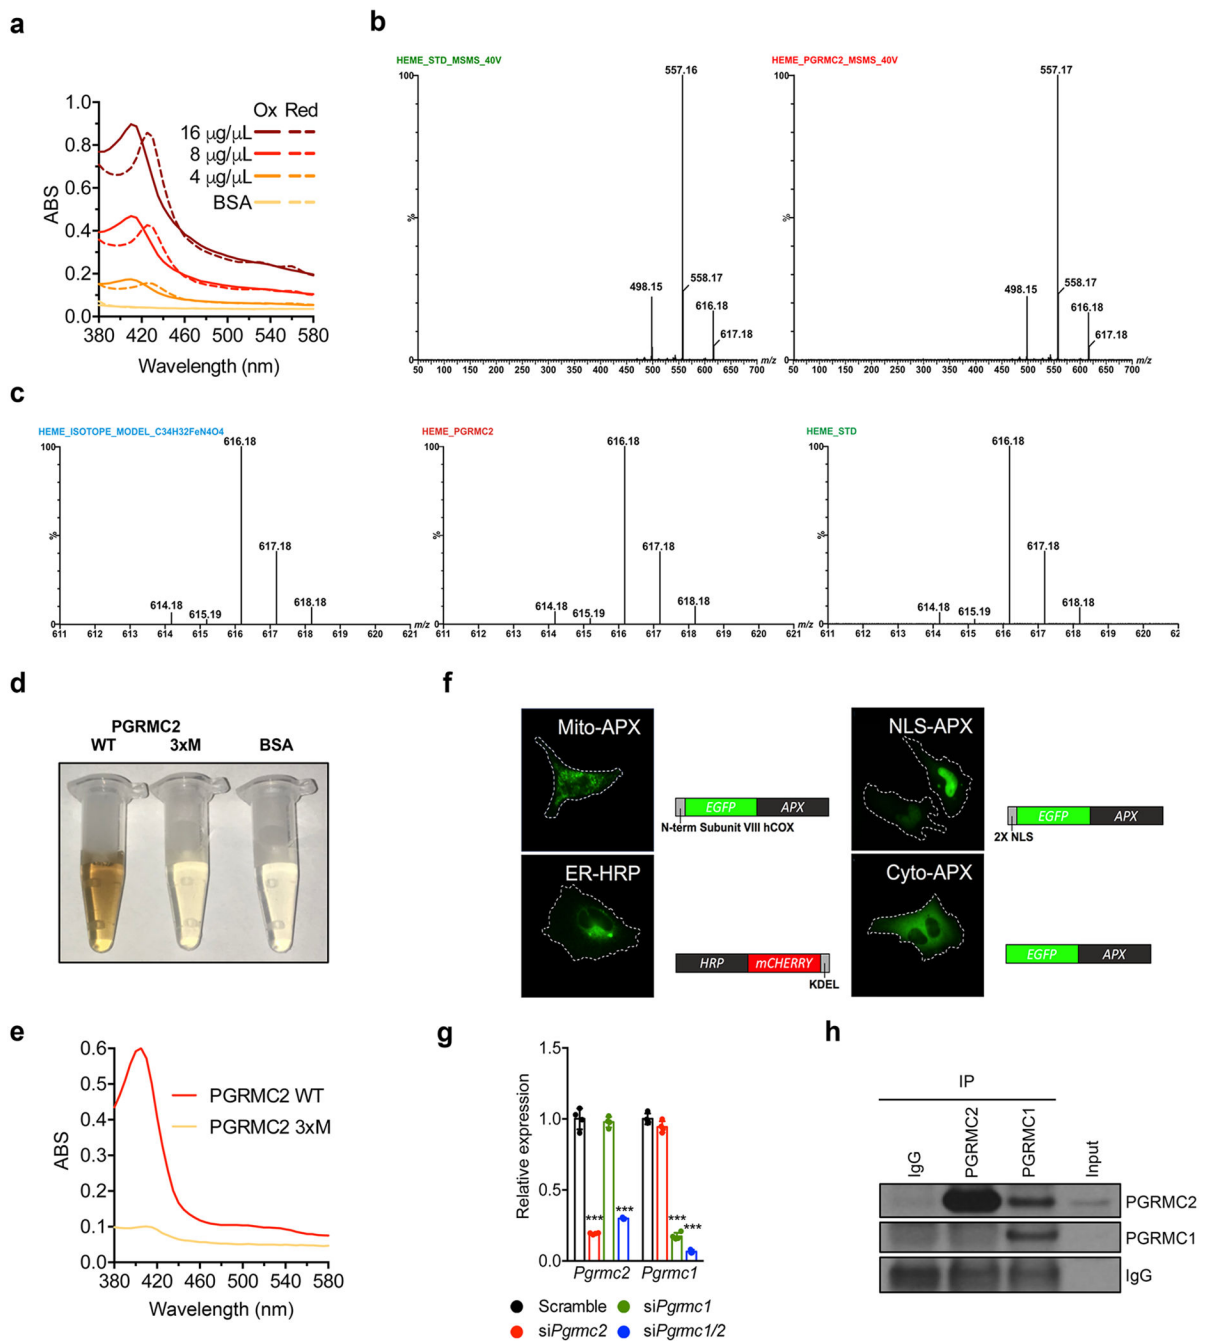 a
ABS
1.0
0.8
0.6
0.4
0.2
0.0
380 420 460 500 540 580
Wavelength (nm)
Ox Red
16 µg/µL
8 µg/µL
4 µg/µL
BSA
b
HEME_STD_MSMS_40V
100
%
0
557.16
498.15
558.17
616.18
617.18
50 100 150 200 250 300 350 400 450 500 550 600 650 700
m/z
HEME_PGRMC2_MSMS_40V
100
%
0
557.17
498.15
558.17
616.18
617.18
50 100 150 200 250 300 350 400 450 500 550 600 650 700
m/z
c
HEME_ISOTOPE_MODEL_C34H32FeN4O4
100
%
0
616.18
617.18
614.18
615.19
618.18
611 612 613 614 615 616 617 618 619 620 621
m/z
HEME_PGRMC2
100
%
0
616.18
617.18
614.18
615.19
618.18
611 612 613 614 615 616 617 618 619 620 621
m/z
HEME_STD
100
%
0
616.18
617.18
614.18
615.19
618.18
611 612 613 614 615 616 617 618 619 620 62
d
PGRMC2
WT 3xM BSA
f
Mito-APX
EGFP APX
N-term Subunit VIII hCOX
NLS-APX
EGFP APX
2X NLS
ER-HRP
HRP mCHERRY
KDEL
Cyto-APX
EGFP APX
e
ABS
0.6
0.5
0.4
0.3
0.2
0.1
0.0
380 420 460 500 540 580
Wavelength (nm)
PGRMC2 WT
PGRMC2 3xM
g
Relative expression
1.5
1.0
0.5
0.0
***
***
***
***
Pgrmc2 Pgrmc1
Scramble siPgrmc1
siPgrmc2 siPgrmc1/2
h
IP
IgG
PGRMC2
PGRMC1
Input
PGRMC2
PGRMC1
IgG